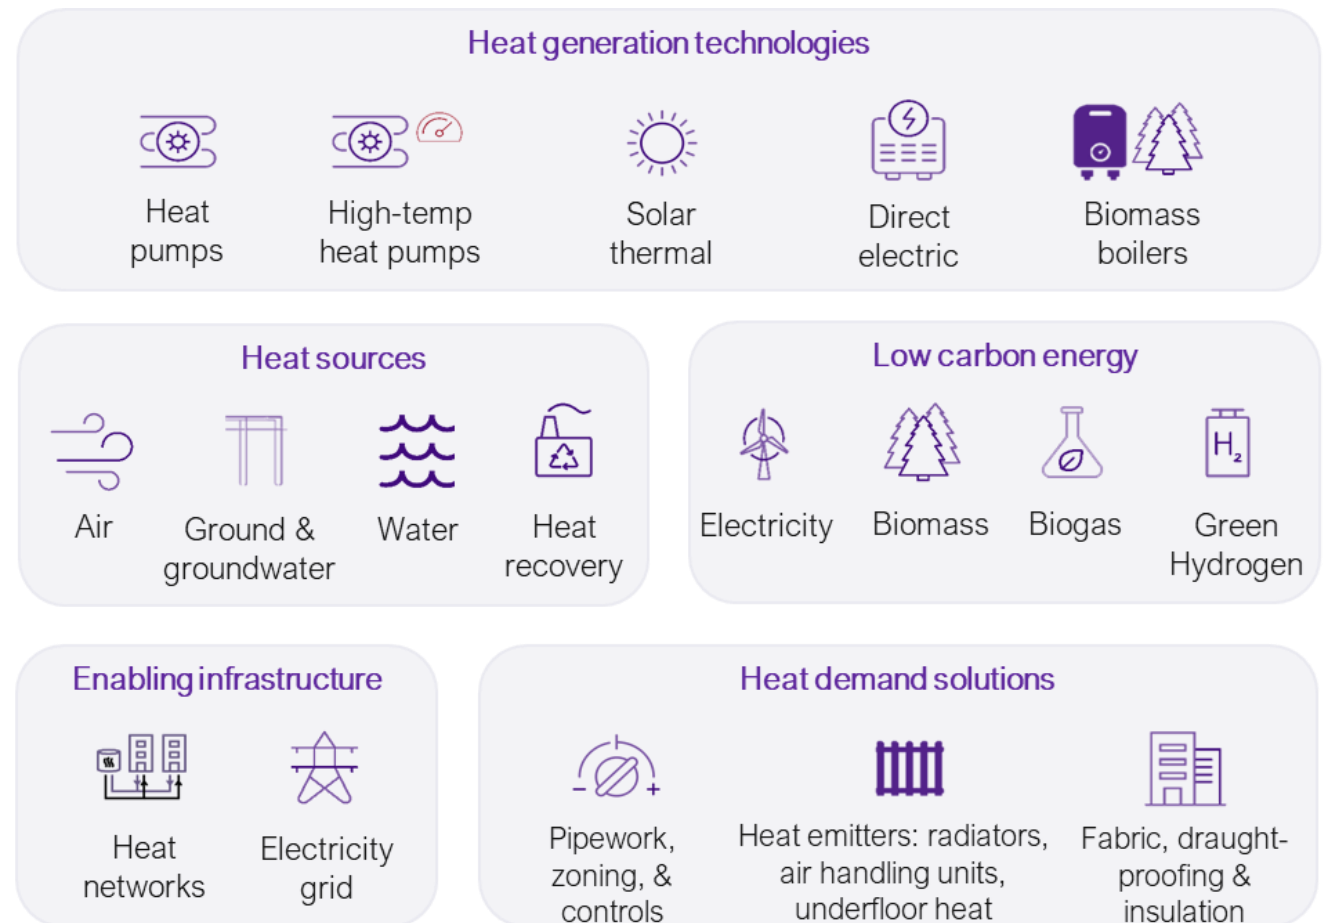 Heat generation technologies
Heat
pumps
High-temp
heat pumps
Solar
thermal
Direct
electric
Biomass
boilers
Heat sources
Air
Ground &
groundwater
Water
Heat
recovery
Low carbon energy
Electricity
Biomass
Biogas
H₂
Green
Hydrogen
Enabling infrastructure
Heat
networks
Electricity
grid
Heat demand solutions
- +
Pipework,
zoning, &
controls
Heat emitters: radiators,
air handling units,
underfloor heat
Fabric, draught-
proofing &
insulation